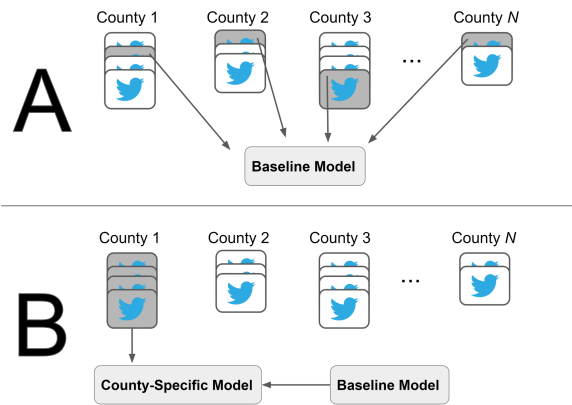 County 1 County 2 County 3 County N
A
...
Baseline Model
County 1 County 2 County 3 County N
B
...
County-Specific Model Baseline Model